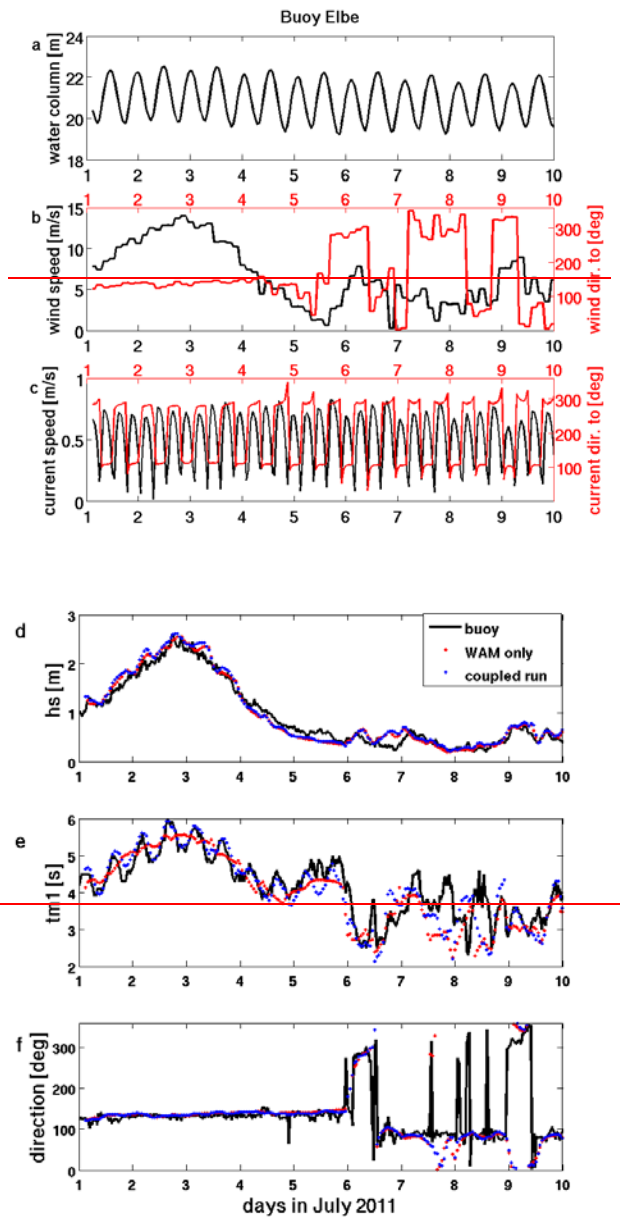 Buoy Elbe
a
water column [m]
24
22
20
18
1 2 3 4 5 6 7 8 9 10
1 2 3 4 5 6 7 8 9 10
b
wind speed [m/s]
15
10
5
0
300
200
100
wind dir. to [deg]
1 2 3 4 5 6 7 8 9 10
1 2 3 4 5 6 7 8 9 10
c
current speed [m/s]
1
0.5
0
300
200
100
current dir. to [deg]
1 2 3 4 5 6 7 8 9 10
d
hs [m]
3
2
1
0
buoy
WAM only
coupled run
1 2 3 4 5 6 7 8 9 10
e
tm1 [s]
6
5
4
3
2
1 2 3 4 5 6 7 8 9 10
f
direction [deg]
300
200
100
0
1 2 3 4 5 6 7 8 9 10
days in July 2011